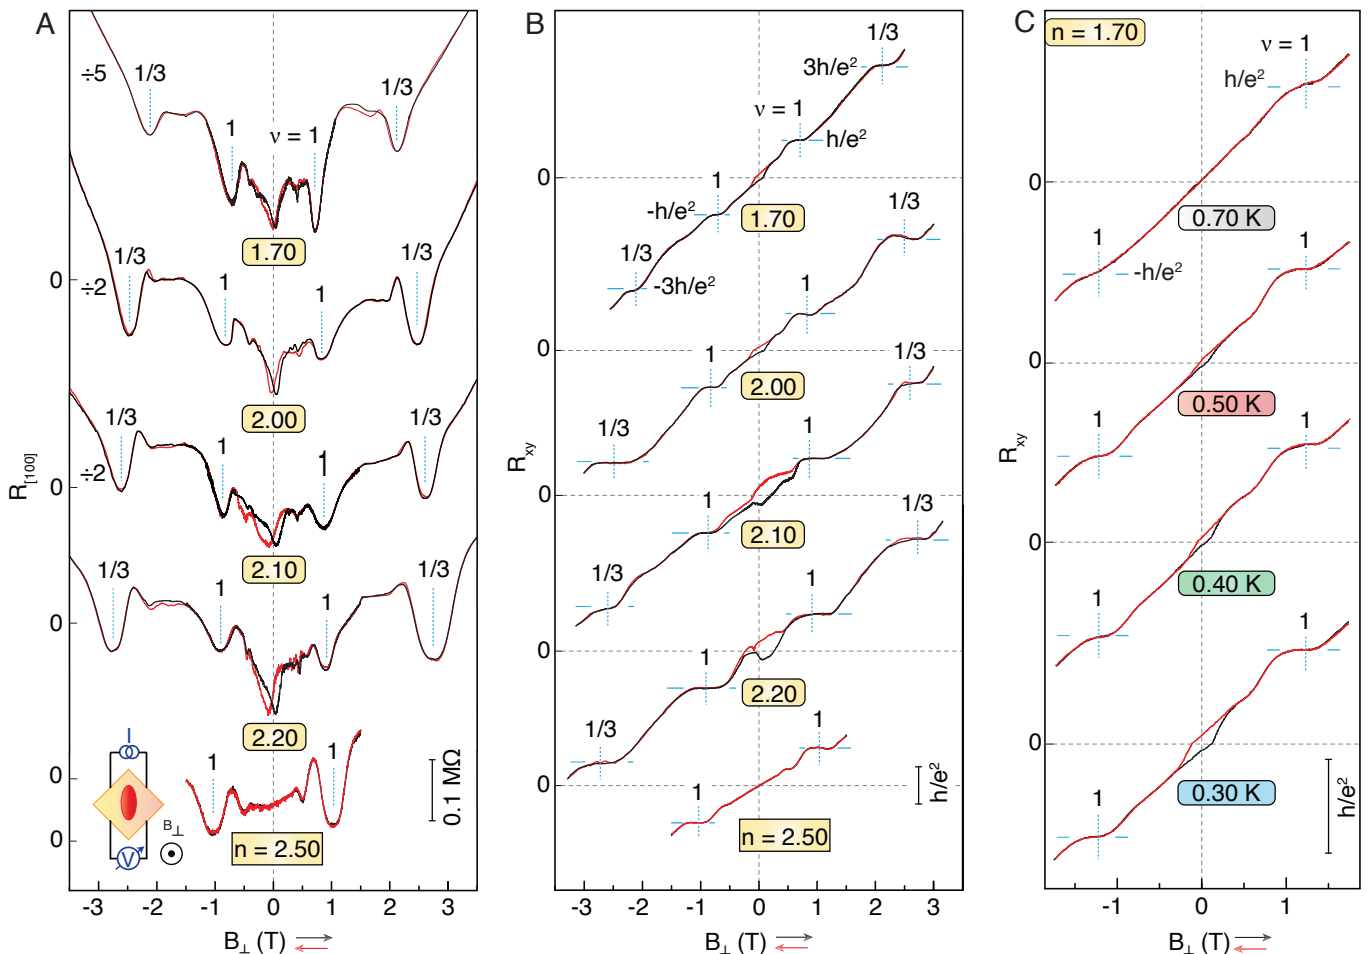 A
÷5
1/3
1/3
1
ν = 1
1.70
0
÷2
1/3
1/3
1
1
2.00
÷2
1/3
1/3
1
1
0
2.10
1/3
1/3
1
1
0
2.20
I
V
B⊥
0
0
1
1
n = 2.50
0.1 MΩ
R[100]
-3 -2 -1 0 1 2 3
B⊥ (T)
B
1/3
3h/e²
ν = 1
h/e²
0
1
-h/e²
1.70
1/3
-3h/e²
1/3
1
0
1
2.00
1/3
1/3
1
0
1
2.10
1/3
1/3
1
0
1
2.20
1/3
1
0
1
n = 2.50
h/e²
Rxy
-3 -2 -1 0 1 2 3
B⊥ (T)
C
n = 1.70
ν = 1
h/e²
0
0.70 K
1
-h/e²
1
0
0.50 K
1
1
0
0.40 K
1
1
0
0.30 K
1
h/e²
Rxy
-1 0 1
B⊥ (T)